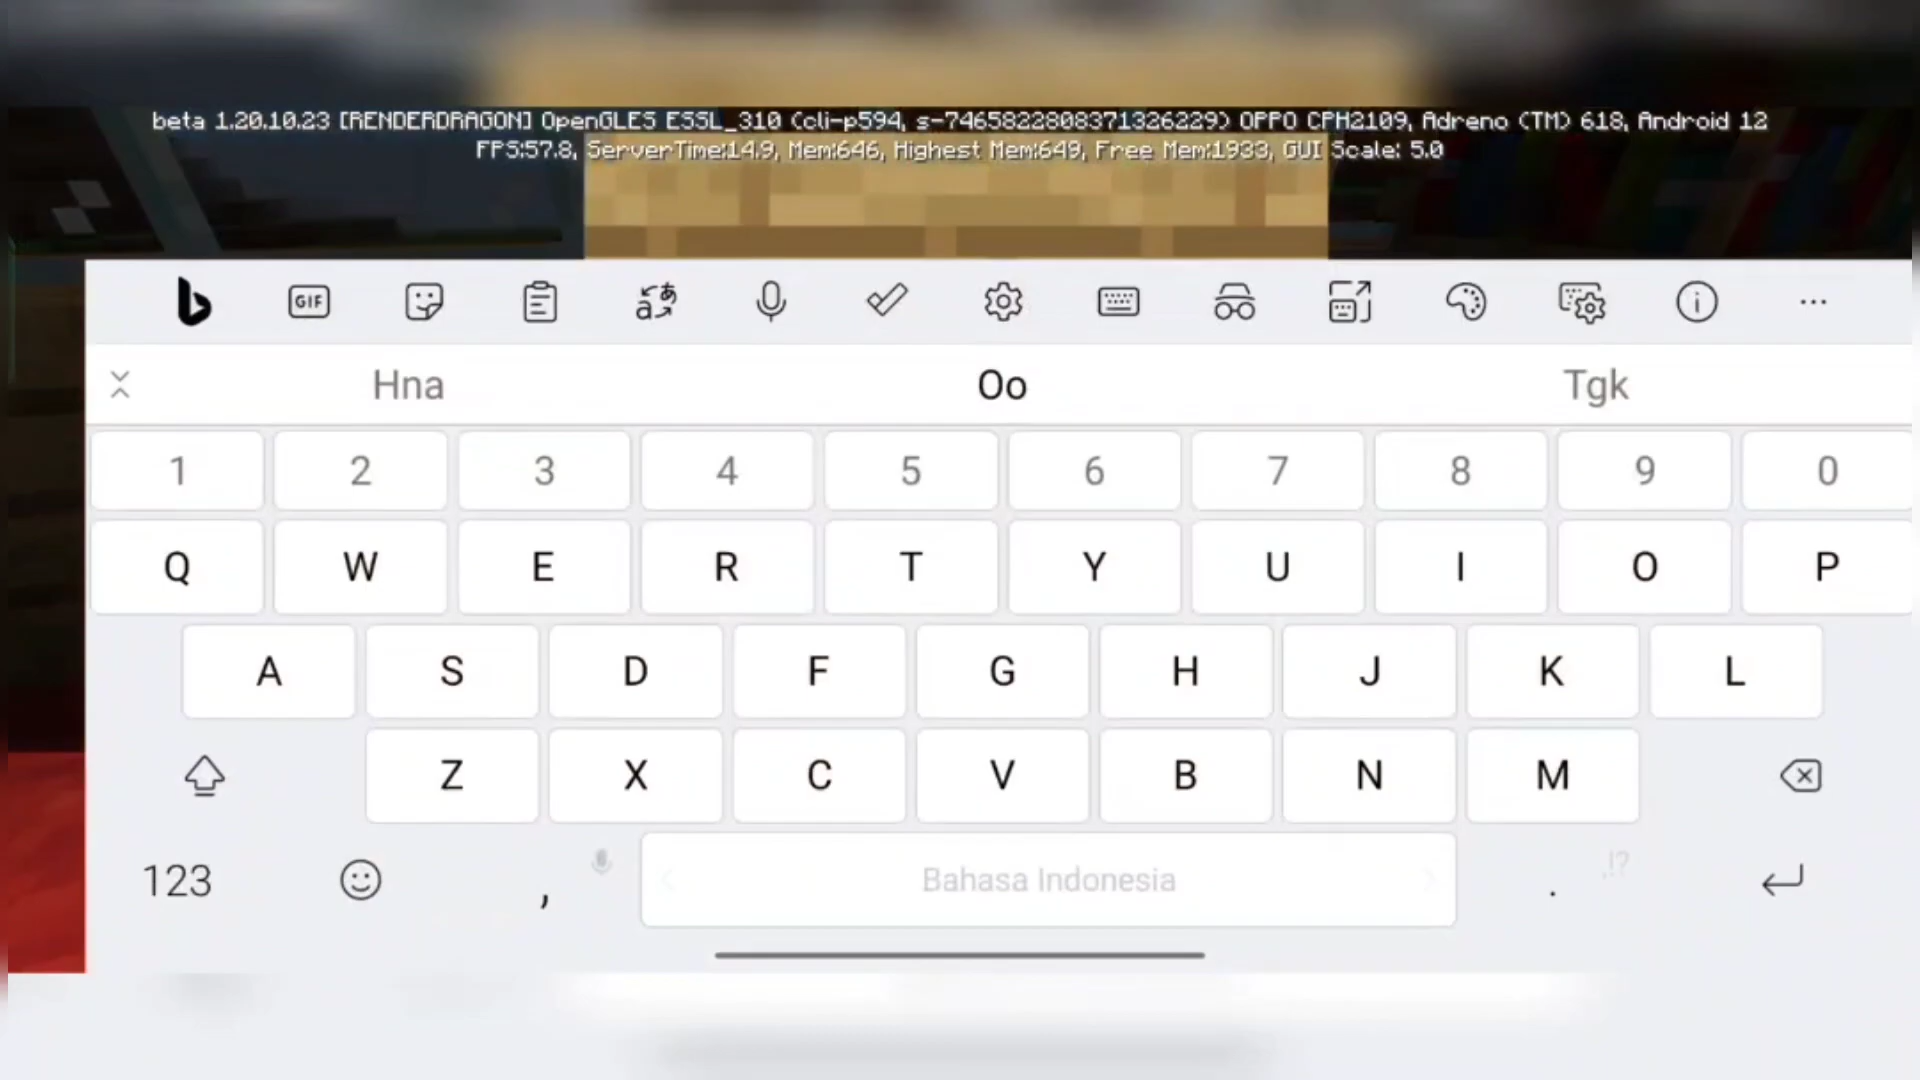 beta 1.20.10.23 [RENDERDRAGON] OpenGLES ESSL_310 (cli-p594, s-7465822808371326229) OPPO CPH2109, Adreno (TM) 618, Android 12
FPS:57.8, ServerTime:14.9, Mem:646, Highest Mem:649, Free Mem:1933, GUI Scale: 5.0
GIF
Hna Oo Tgk
1 2 3 4 5 6 7 8 9 0
Q W E R T Y U I O P
A S D F G H J K L
Z X C V B N M
123 , Bahasa Indonesia . ,!?